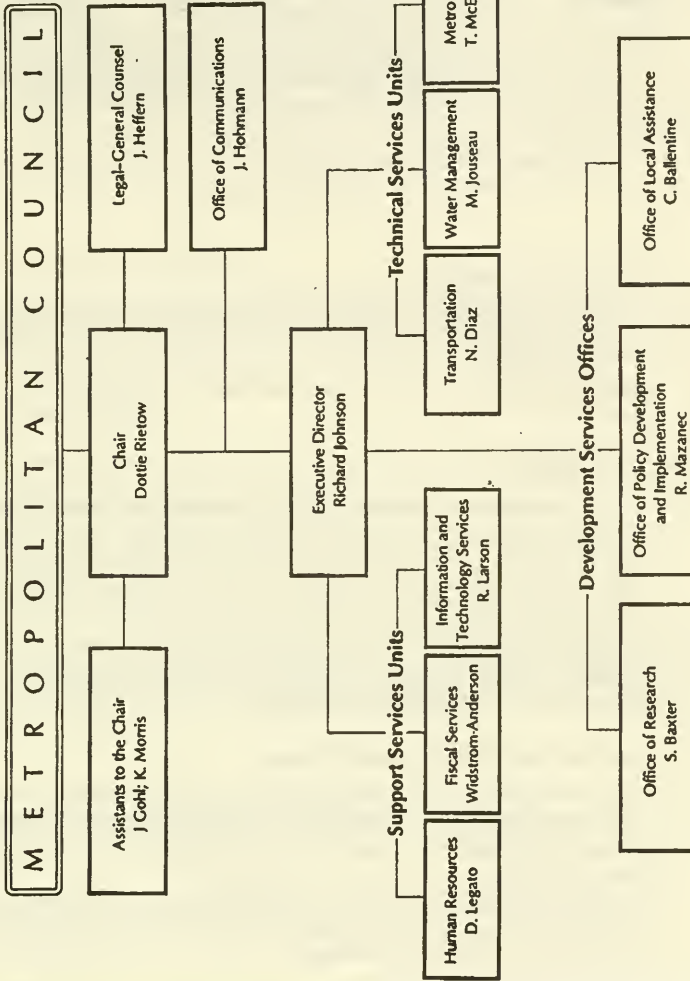 METROPOLITAN COUNCIL
Assistants to the Chair
J Gohl; K. Morris
Chair
Dottie Rietow
Legal-General Counsel
J. Heffern
Office of Communications
J. Hohmann
Executive Director
Richard Johnson
Support Services Units
Technical Services Units
Human Resources
D. Legato
Fiscal Services
Widstrom-Anderson
Information and
Technology Services
R. Larson
Transportation
N. Diaz
Water Management
M. Jouseau
Metro
T.
Development Services Offices
Office of Research
S. Baxter
Office of Policy Development
and Implementation
R. Mazanec
Office of Local Assistance
C. Ballentine